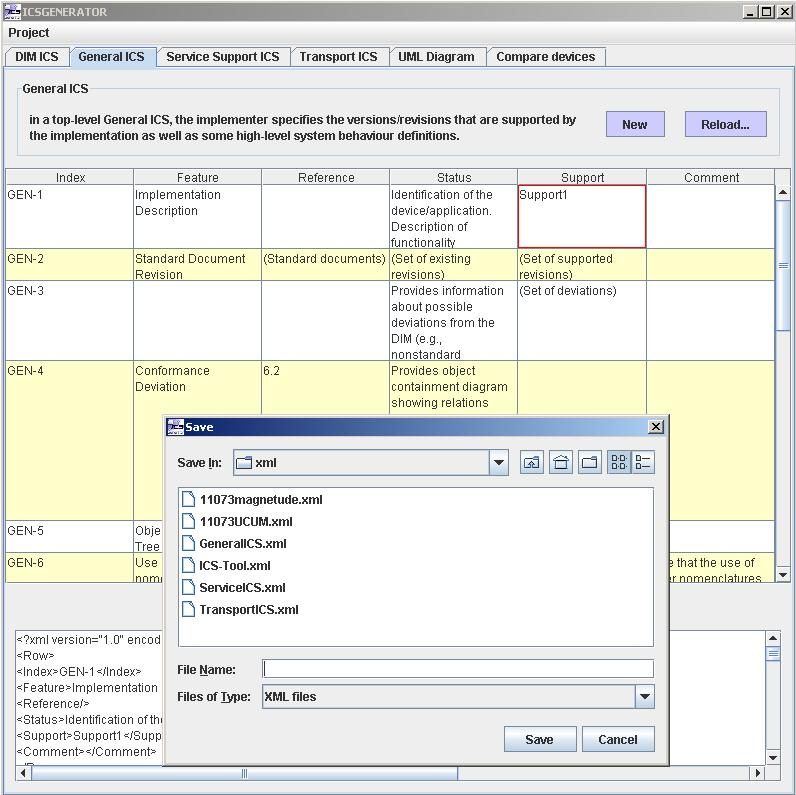 ICSGENERATOR
Project
DIM ICS General ICS Service Support ICS Transport ICS UML Diagram Compare devices
General ICS
in a top-level General ICS, the implementer specifies the versions/revisions that are supported by
the implementation as well as some high-level system behaviour definitions.
New Reload...
Index Feature Reference Status Support Comment
GEN-1 Implementation Identification of the Support1
Description device/application.
Description of
functionality
GEN-2 Standard Document (Standard documents) (Set of existing (Set of supported
Revision revisions) revisions)
GEN-3 Provides information (Set of deviations)
about possible
deviations from the
DIM (e.g.,
nonstandard
GEN-4 Conformance 6.2 Provides object
Deviation containment diagram
showing relations
Save
Save In: xml
11073magnetude.xml
11073UCUM.xml
GeneralICS.xml
ICS-Tool.xml
ServiceICS.xml
TransportICS.xml
File Name:
Files of Type: XML files
Save Cancel
GEN-5 Obje
Tree
GEN-6 Use e that the use of
nom er nomenclatures
<?xml version="1.0" encod
<Row>
<Index>GEN-1</Index>
<Feature>Implementation
<Reference/>
<Status>Identification of the
<Support>Support1</Supp
<Comment></Comment>